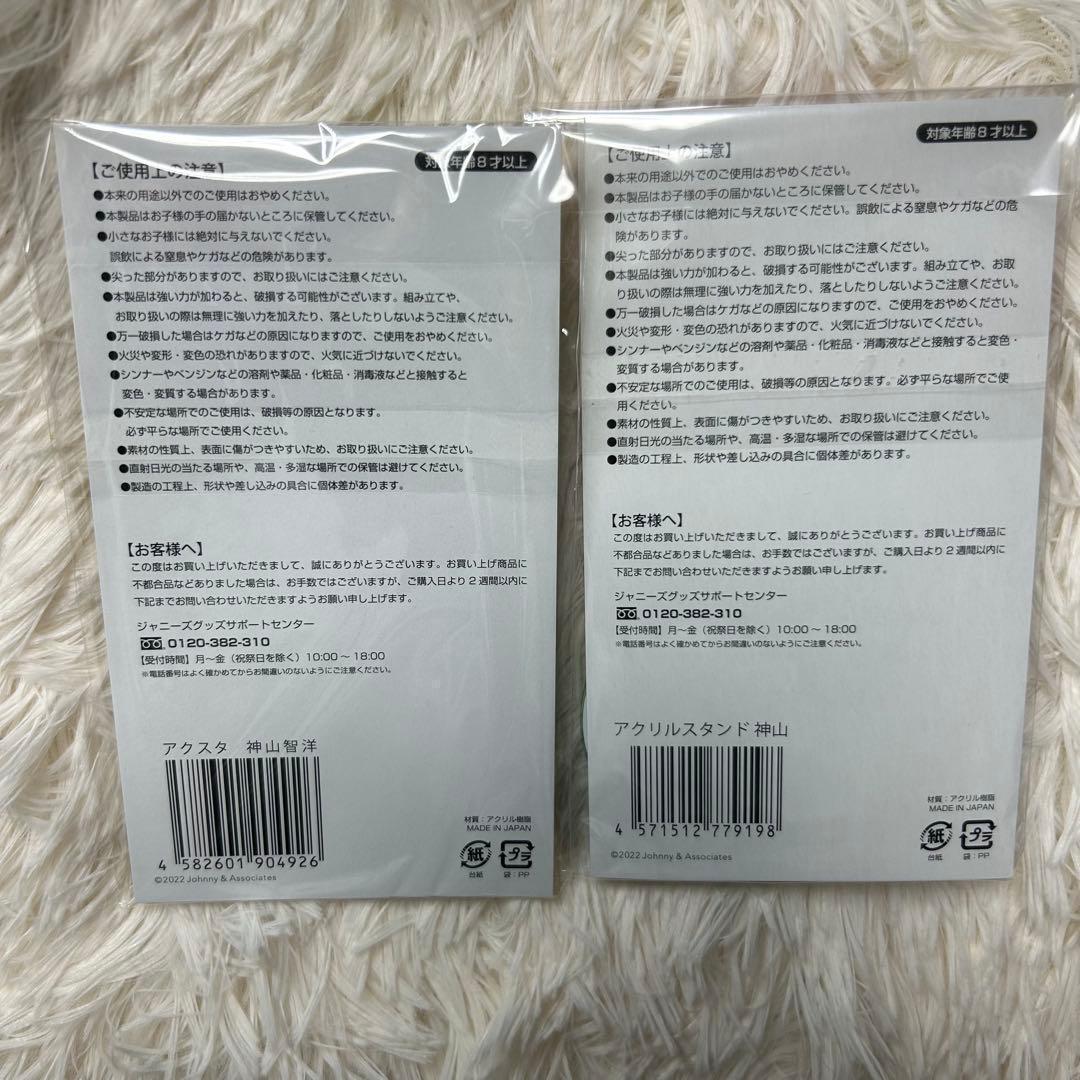 【ご使用上の注意】
対象年齢8才以上
●本来の用途以外でのご使用はおやめください。
●本製品はお子様の手の届かないところに保管してください。
●小さなお子様には絶対に与えないでください。
誤飲による窒息やケガなどの危険があります。
●尖った部分がありますので、お取り扱いにはご注意ください。
●本製品は強い力が加わると、破損する可能性がございます。組み立てや、
お取り扱いの際は無理に強い力を加えたり、落としたりしないようご注意ください。
●万一破損した場合はケガなどの原因になりますので、ご使用をおやめください。
●火災や変形・変色の恐れがありますので、火気に近づけないでください。
●シンナーやベンジンなどの溶剤や薬品・化粧品・消毒液などと接触すると
変色・変質する場合があります。
●不安定な場所でのご使用は、破損等の原因となります。
必ず平らな場所でご使用ください。
●素材の性質上、表面に傷がつきやすいため、お取り扱いにご注意ください。
●直射日光の当たる場所や、高温・多湿な場所での保管は避けてください。
●製造の工程上、形状や差し込みの具合に個体差があります。
【お客様へ】
この度はお買い上げいただきまして、誠にありがとうございます。お買い上げ商品に
不都合品などありました場合は、お手数ではございますが、ご購入日より2週間以内に
下記までお問い合わせいただきますようお願い申し上げます。
ジャニーズグッズサポートセンター
0120-382-310
【受付時間】月〜金（祝祭日を除く）10:00〜18:00
※電話番号はよく確かめてからお間違いのないようにご注意ください。
アクスタ 神山智洋
4 582601 904926
©2022 Johnny & Associates
材質：アクリル樹脂
MADE IN JAPAN
紙 プラ
台紙 袋：PP
【ご使用上の注意】
対象年齢8才以上
●本来の用途以外でのご使用はおやめください。
●本製品はお子様の手の届かないところに保管してください。
●小さなお子様には絶対に与えないでください。誤飲による窒息やケガなどの危
険があります。
●尖った部分がありますので、お取り扱いにはご注意ください。
●本製品は強い力が加わると、破損する可能性がございます。組み立てや、お取
り扱いの際は無理に強い力を加えたり、落としたりしないようご注意ください。
●万一破損した場合はケガなどの原因になりますので、ご使用をおやめください。
●火災や変形・変色の恐れがありますので、火気に近づけないでください。
●シンナーやベンジンなどの溶剤や薬品・化粧品・消毒液などと接触すると変色・
変質する場合があります。
●不安定な場所でのご使用は、破損等の原因となります。必ず平らな場所でご使
用ください。
●素材の性質上、表面に傷がつきやすいため、お取り扱いにご注意ください。
●直射日光の当たる場所や、高温・多湿な場所での保管は避けてください。
●製造の工程上、形状や差し込みの具合に個体差があります。
【お客様へ】
この度はお買い上げいただきまして、誠にありがとうございます。お買い上げ商品に
不都合品などありました場合は、お手数ではございますが、ご購入日より2週間以内に
下記までお問い合わせいただきますようお願い申し上げます。
ジャニーズグッズサポートセンター
0120-382-310
【受付時間】月〜金（祝祭日を除く）10:00〜18:00
※電話番号はよく確かめてからお間違いのないようにご注意ください。
アクリルスタンド 神山
4 571512 779198
©2022 Johnny & Associates
材質：アクリル樹脂
MADE IN JAPAN
紙 プラ
台紙 袋：PP